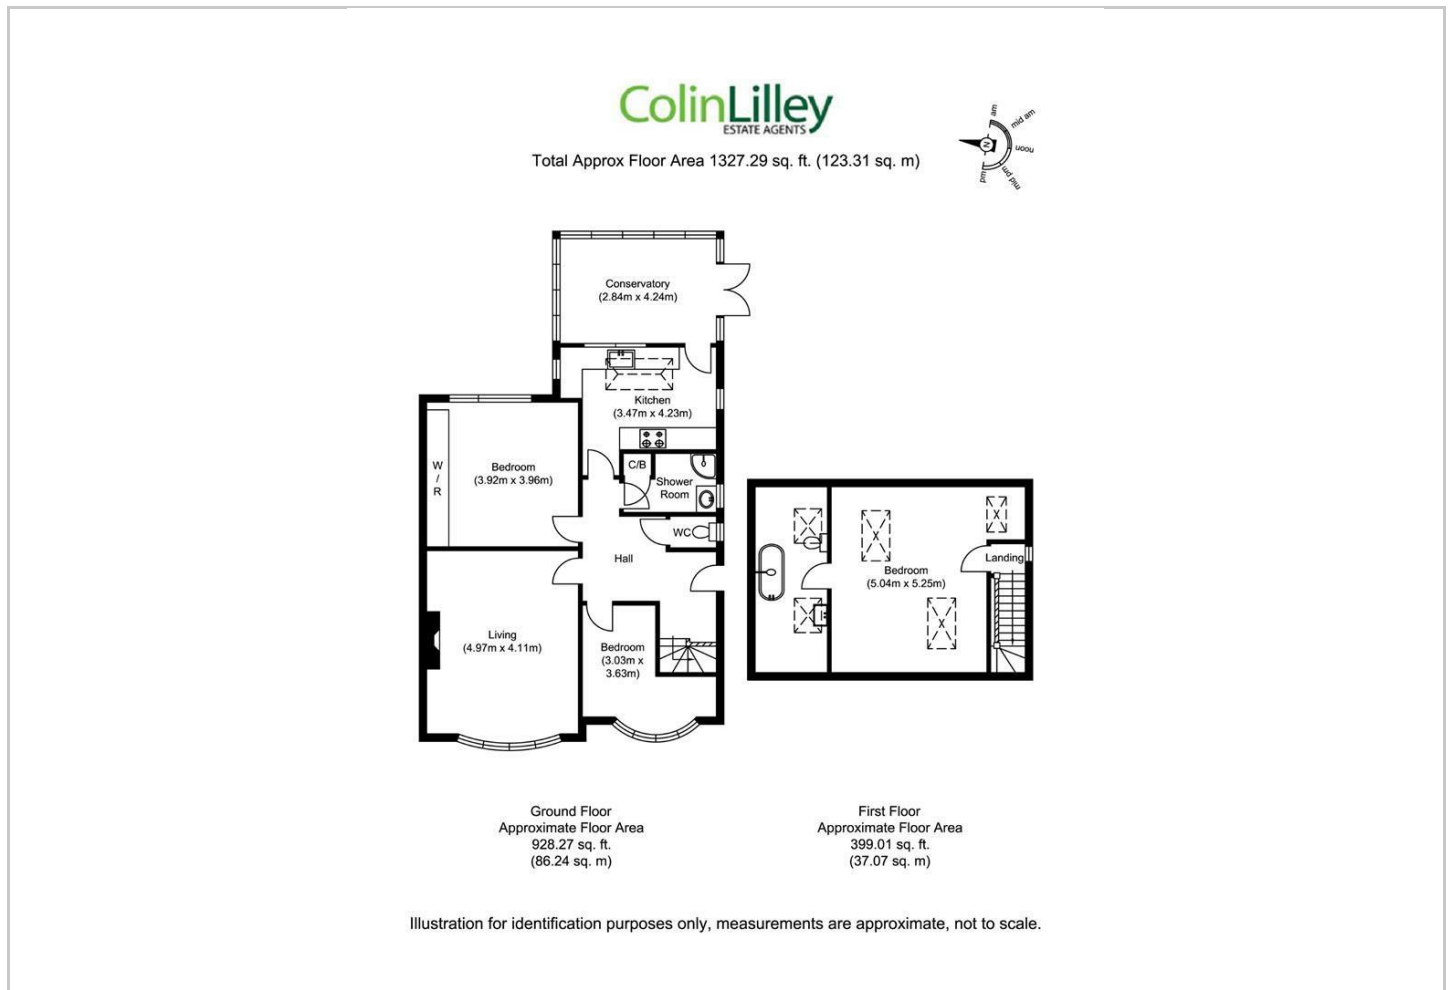 ColinLilley
ESTATE AGENTS
Total Approx Floor Area 1327.29 sq. ft. (123.31 sq. m)
am
mid am
noon
mid pm
pm
N
Conservatory
(2.84m x 4.24m)
Kitchen
(3.47m x 4.23m)
W
/
R
Bedroom
(3.92m x 3.96m)
C/B
Shower
Room
WC
Hall
Living
(4.97m x 4.11m)
Bedroom
(3.03m x
3.63m)
Landing
Bedroom
(5.04m x 5.25m)
Ground Floor
Approximate Floor Area
928.27 sq. ft.
(86.24 sq. m)
First Floor
Approximate Floor Area
399.01 sq. ft.
(37.07 sq. m)
Illustration for identification purposes only, measurements are approximate, not to scale.